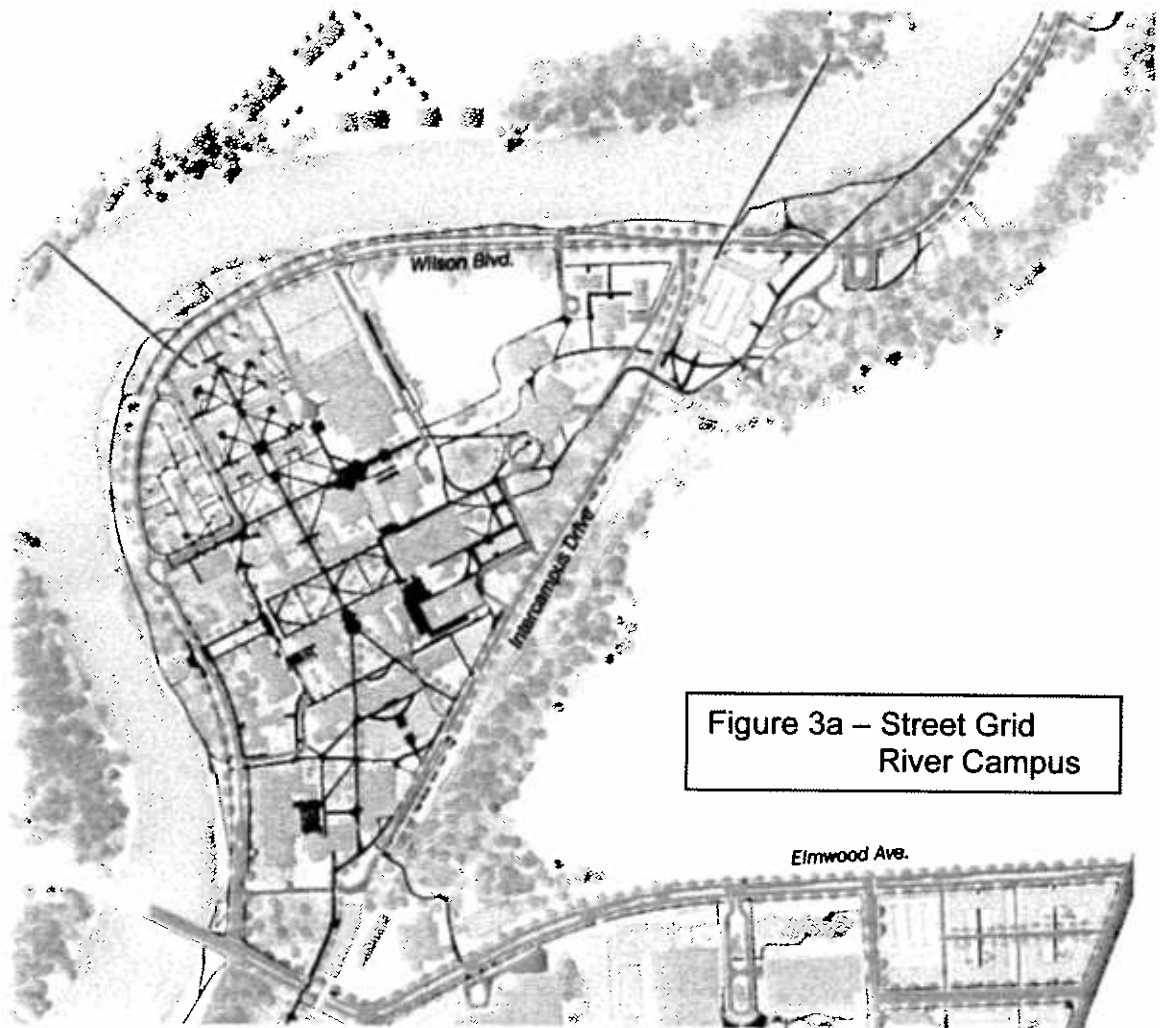 Wilson Blvd.
Intercampus Drive
Figure 3a – Street Grid
River Campus
Elmwood Ave.